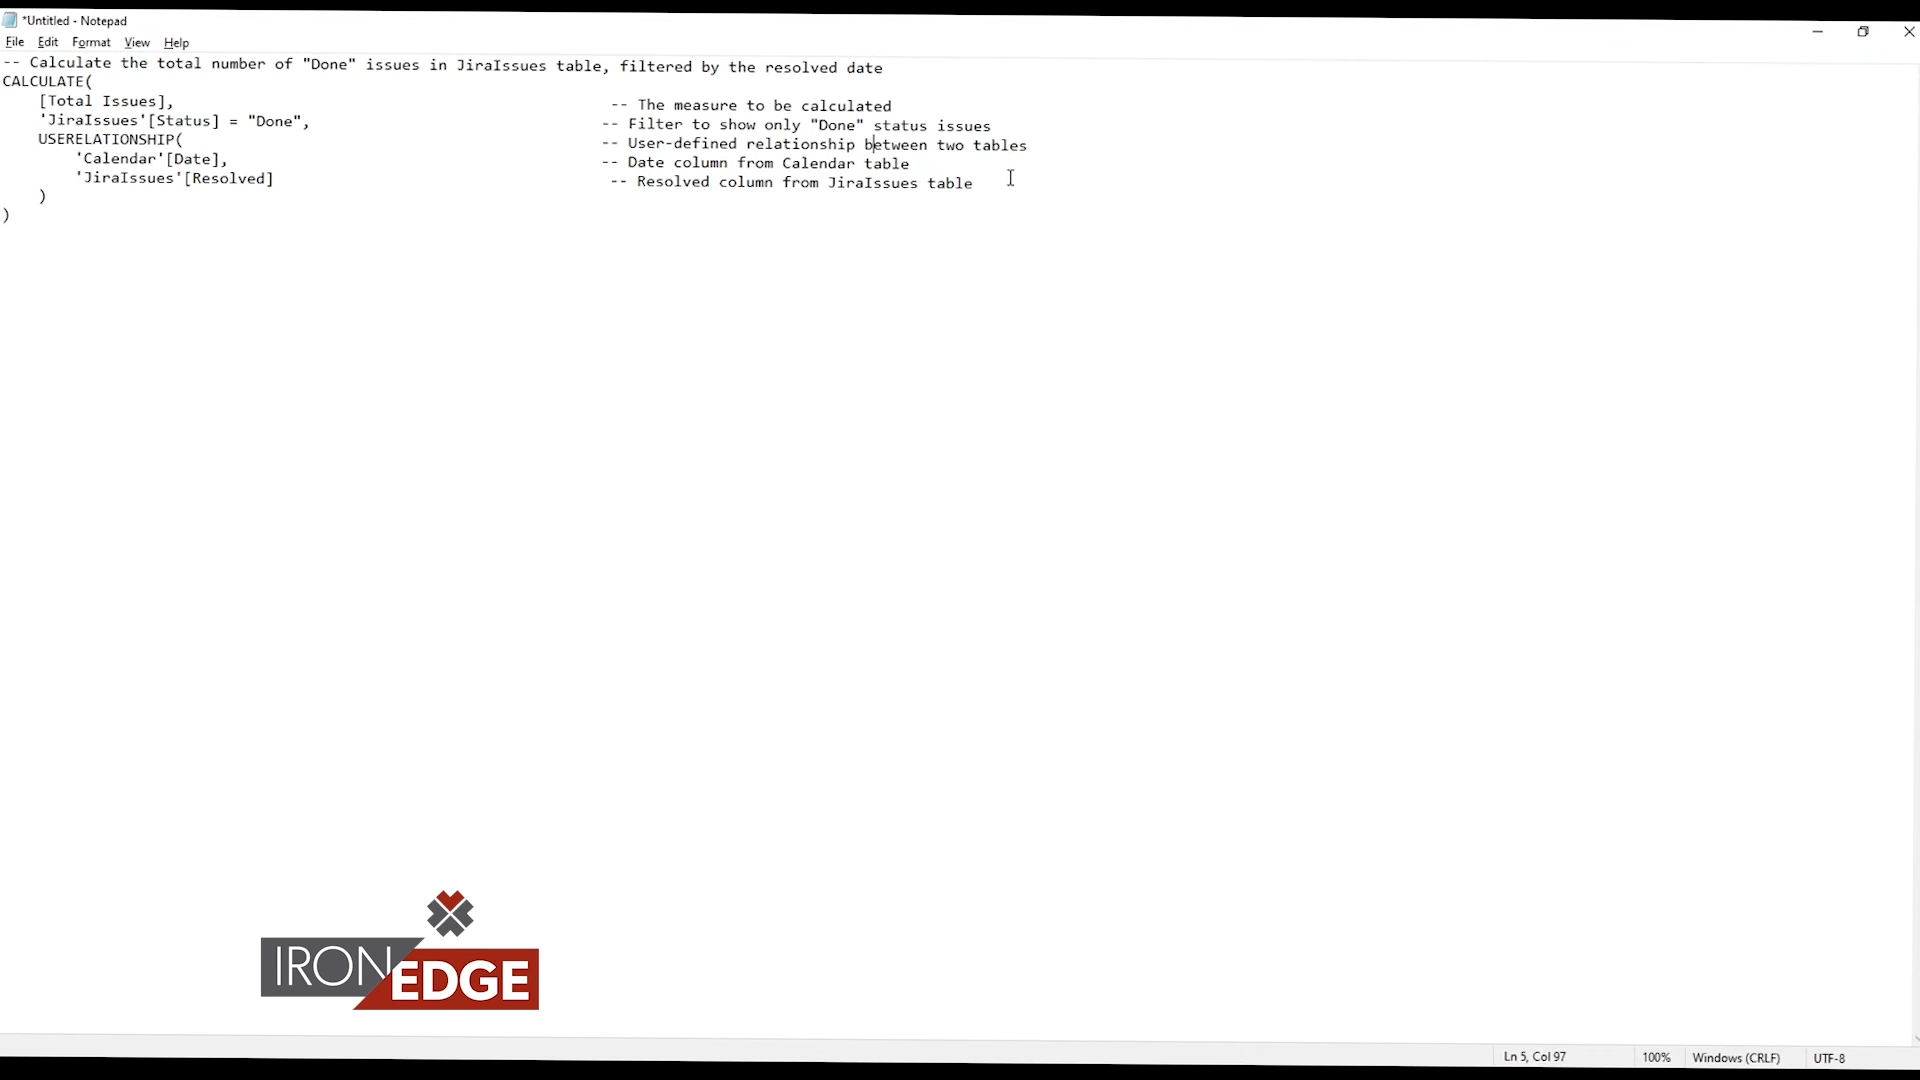 *Untitled - Notepad
File Edit Format View Help
-- Calculate the total number of "Done" issues in JiraIssues table, filtered by the resolved date
CALCULATE(
[Total Issues], -- The measure to be calculated
'JiraIssues'[Status] = "Done", -- Filter to show only "Done" status issues
USERELATIONSHIP( -- User-defined relationship between two tables
'Calendar'[Date], -- Date column from Calendar table
'JiraIssues'[Resolved] -- Resolved column from JiraIssues table
)
)
IRONEDGE
Ln 5, Col 97 100% Windows (CRLF) UTF-8